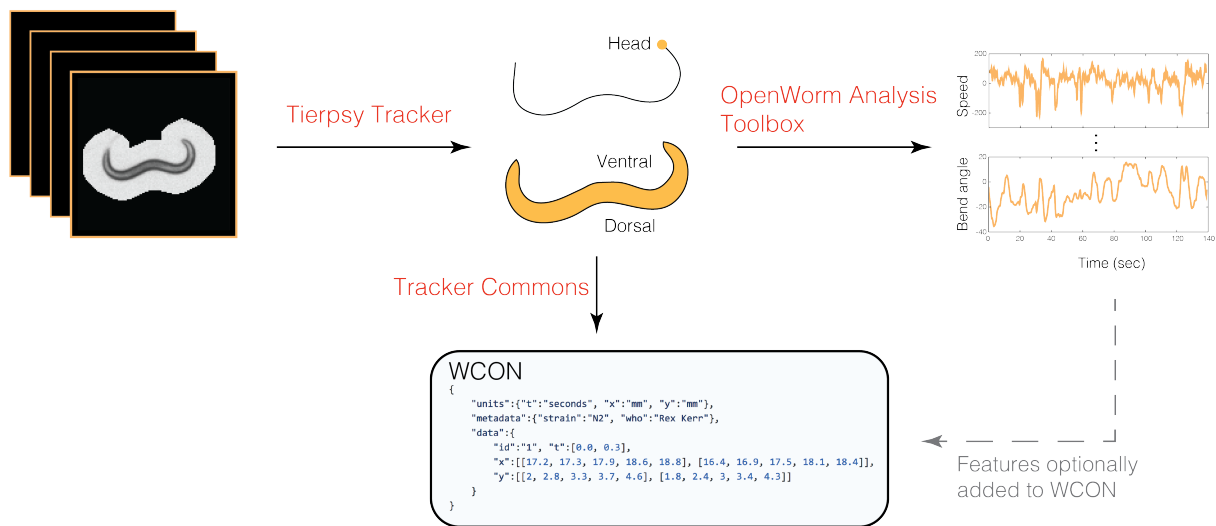 Head
Tierpsy Tracker
Ventral
Dorsal
OpenWorm Analysis
Toolbox
Speed
200
0
-200
Bend angle
20
0
-20
-40
0 20 40 60 80 100 120 140
Time (sec)
Tracker Commons
WCON
{
"units":{"t":"seconds", "x":"mm", "y":"mm"},
"metadata":{"strain":"N2", "who":"Rex Kerr"},
"data":{
"id":"1", "t":[0.0, 0.3],
"x":[[17.2, 17.3, 17.9, 18.6, 18.8], [16.4, 16.9, 17.5, 18.1, 18.4]],
"y":[[2, 2.8, 3.3, 3.7, 4.6], [1.8, 2.4, 3, 3.4, 4.3]]
}
}
Features optionally
added to WCON